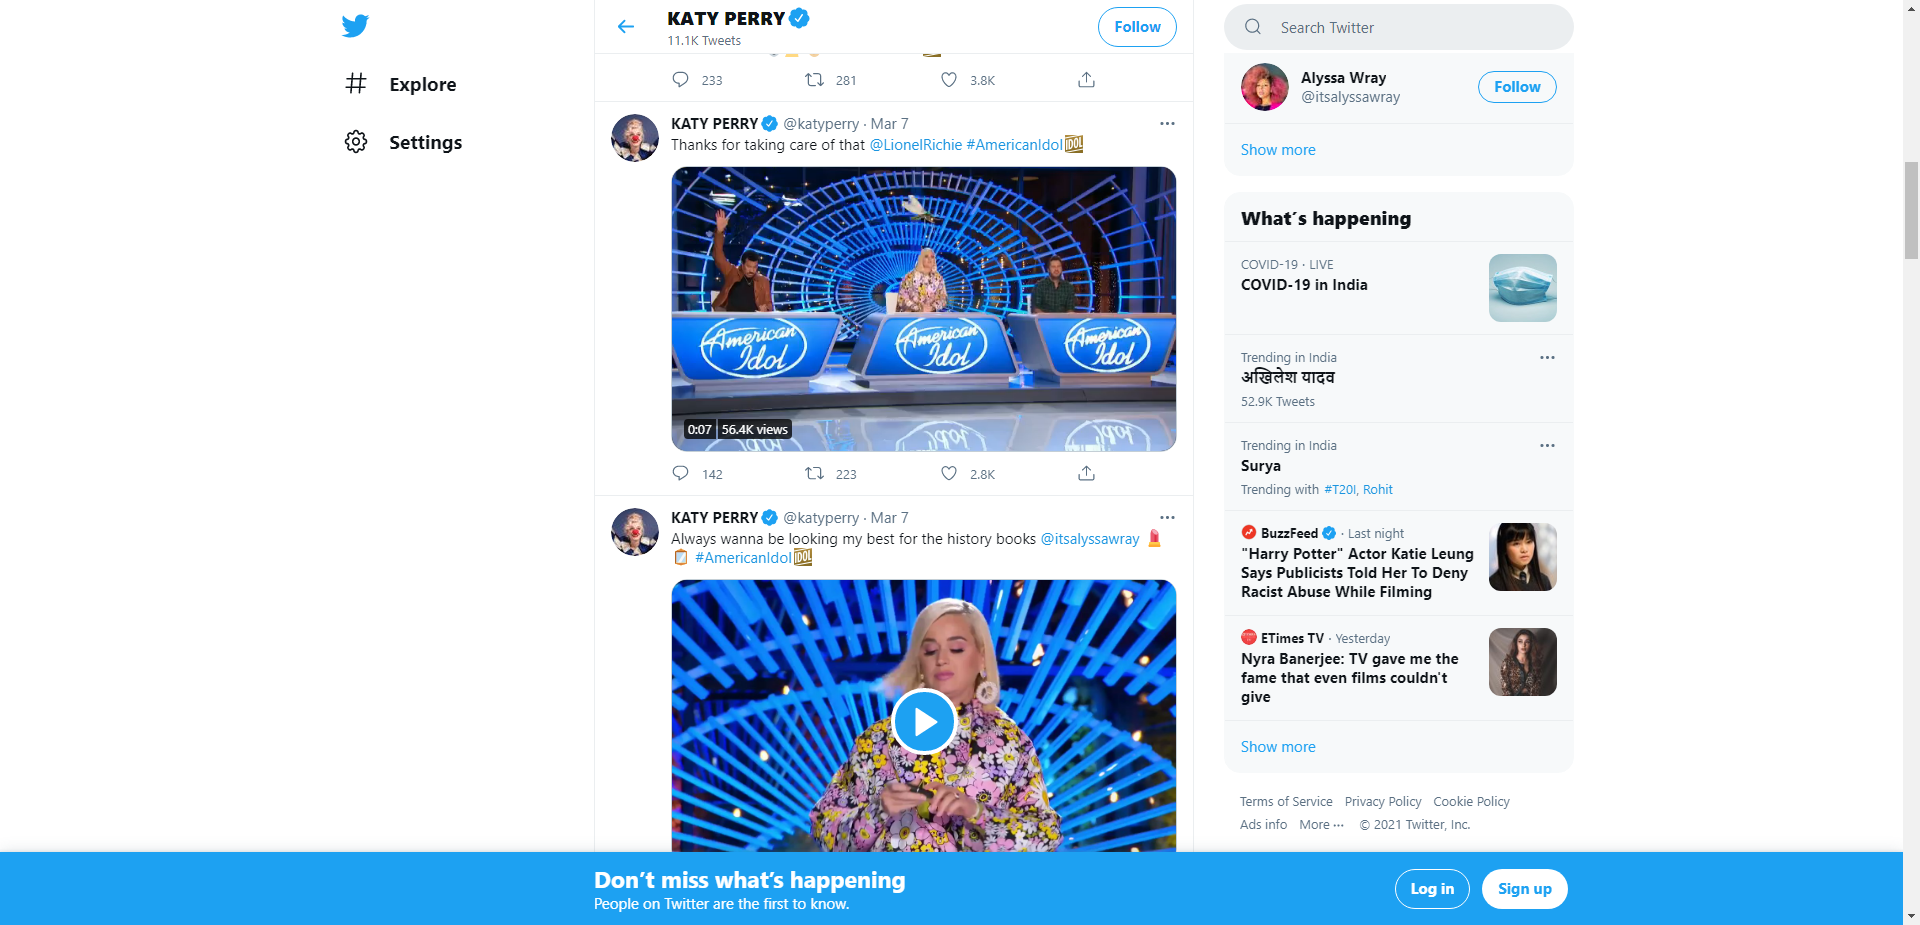 Explore
Settings
KATY PERRY
11.1K Tweets
Follow
233 281 3.8K
KATY PERRY @katyperry · Mar 7
Thanks for taking care of that @LionelRichie #AmericanIdol IDOL
American Idol
American Idol
American Idol
0:07 56.4K views
142 223 2.8K
KATY PERRY @katyperry · Mar 7
Always wanna be looking my best for the history books @itsalyssawray
#AmericanIdol IDOL
Search Twitter
Alyssa Wray
@itsalyssawray
Follow
Show more
What's happening
COVID-19 · LIVE
COVID-19 in India
Trending in India
अखिलेश यादव
52.9K Tweets
Trending in India
Surya
Trending with #T20I, Rohit
BuzzFeed · Last night
"Harry Potter" Actor Katie Leung
Says Publicists Told Her To Deny
Racist Abuse While Filming
ETimes TV · Yesterday
Nyra Banerjee: TV gave me the
fame that even films couldn't
give
Show more
Terms of Service Privacy Policy Cookie Policy
Ads info More ··· © 2021 Twitter, Inc.
Don't miss what's happening
People on Twitter are the first to know.
Log in
Sign up